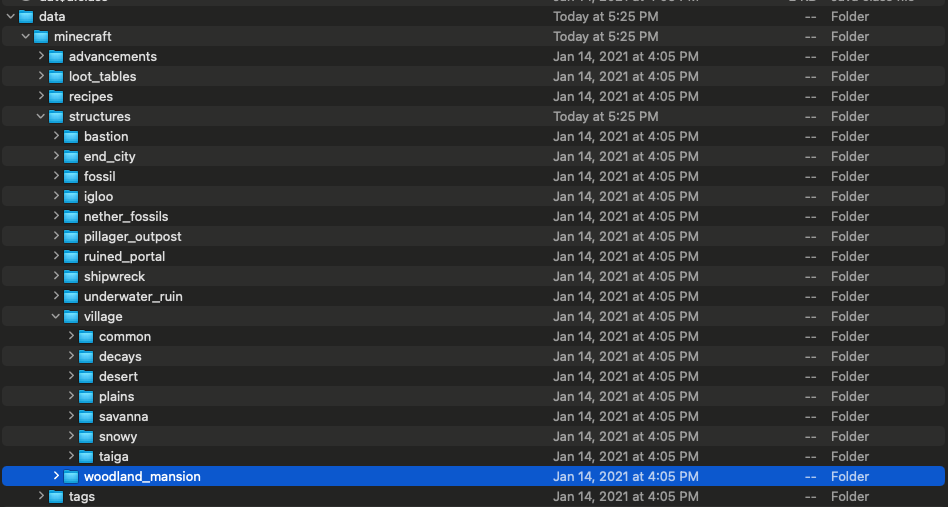 data Today at 5:25 PM -- Folder
minecraft Today at 5:25 PM -- Folder
advancements Jan 14, 2021 at 4:05 PM -- Folder
loot_tables Jan 14, 2021 at 4:05 PM -- Folder
recipes Jan 14, 2021 at 4:05 PM -- Folder
structures Today at 5:25 PM -- Folder
bastion Jan 14, 2021 at 4:05 PM -- Folder
end_city Jan 14, 2021 at 4:05 PM -- Folder
fossil Jan 14, 2021 at 4:05 PM -- Folder
igloo Jan 14, 2021 at 4:05 PM -- Folder
nether_fossils Jan 14, 2021 at 4:05 PM -- Folder
pillager_outpost Jan 14, 2021 at 4:05 PM -- Folder
ruined_portal Jan 14, 2021 at 4:05 PM -- Folder
shipwreck Jan 14, 2021 at 4:05 PM -- Folder
underwater_ruin Jan 14, 2021 at 4:05 PM -- Folder
village Jan 14, 2021 at 4:05 PM -- Folder
common Jan 14, 2021 at 4:05 PM -- Folder
decays Jan 14, 2021 at 4:05 PM -- Folder
desert Jan 14, 2021 at 4:05 PM -- Folder
plains Jan 14, 2021 at 4:05 PM -- Folder
savanna Jan 14, 2021 at 4:05 PM -- Folder
snowy Jan 14, 2021 at 4:05 PM -- Folder
taiga Jan 14, 2021 at 4:05 PM -- Folder
woodland_mansion Jan 14, 2021 at 4:05 PM -- Folder
tags Jan 14, 2021 at 4:05 PM -- Folder